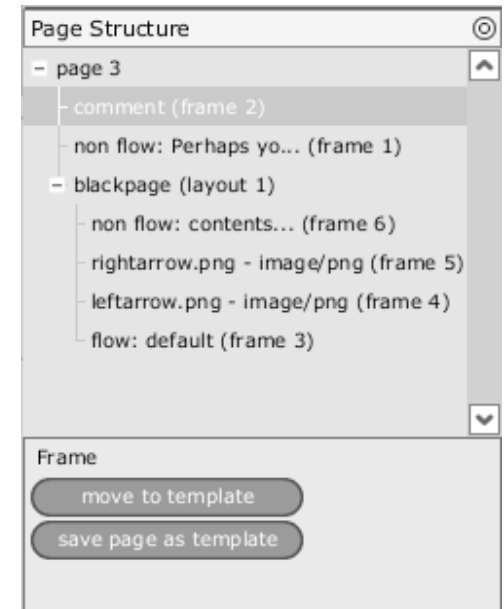 Page Structure
page 3
comment (frame 2)
non flow: Perhaps yo... (frame 1)
blackpage (layout 1)
non flow: contents... (frame 6)
rightarrow.png - image/png (frame 5)
leftarrow.png - image/png (frame 4)
flow: default (frame 3)
Frame
move to template
save page as template